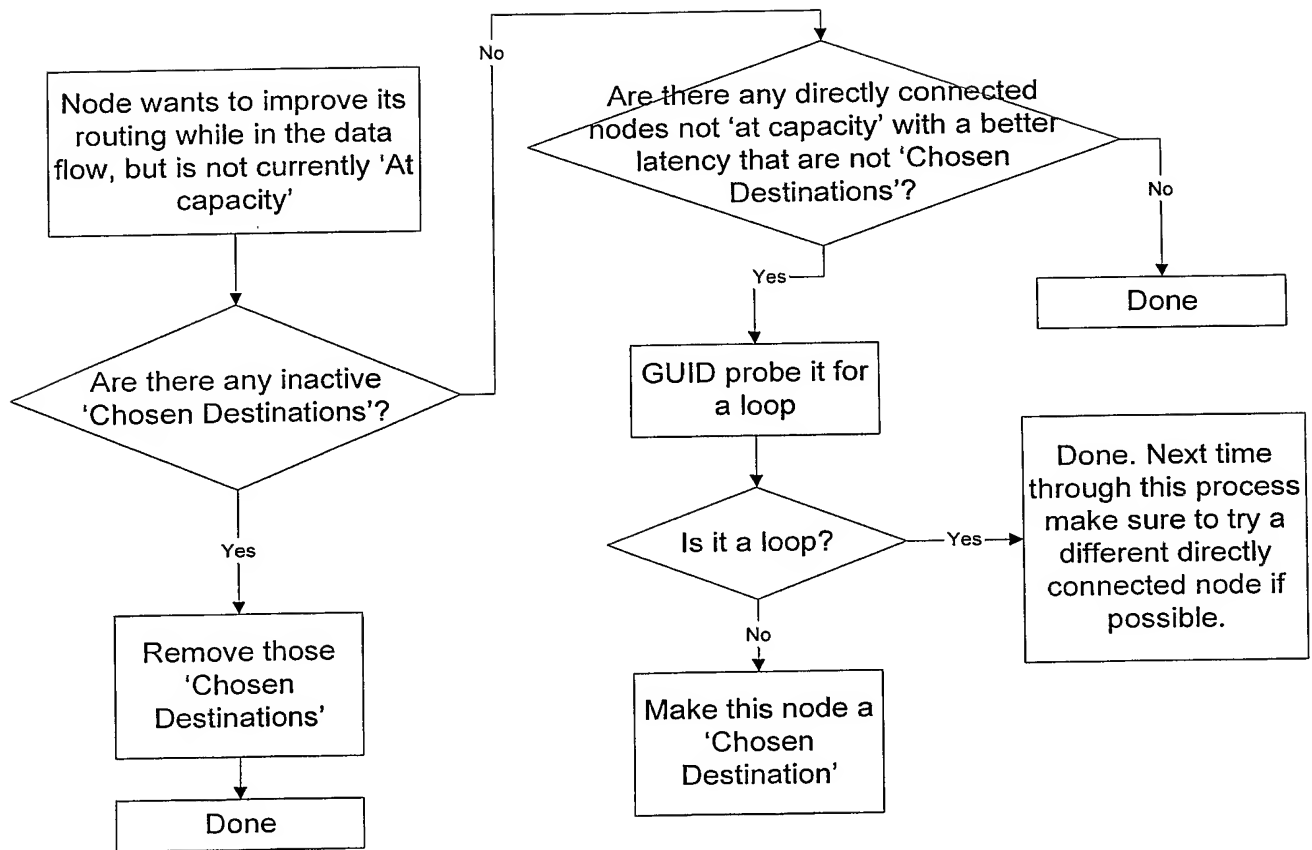 Node wants to improve its
routing while in the data
flow, but is not currently ‘At
capacity’
Are there any inactive
‘Chosen Destinations’?
No
Yes
Remove those
‘Chosen
Destinations’
Done
Are there any directly connected
nodes not ‘at capacity’ with a better
latency that are not ‘Chosen
Destinations’?
No
Done
Yes
GUID probe it for
a loop
Is it a loop?
Yes
Done. Next time
through this process
make sure to try a
different directly
connected node if
possible.
No
Make this node a
‘Chosen
Destination’